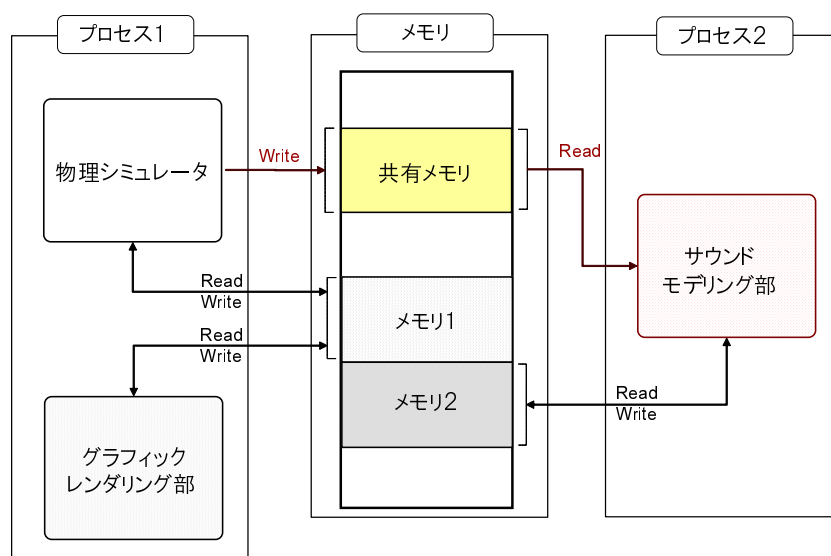 プロセス1
メモリ
プロセス2
物理シミュレータ
Write
共有メモリ
Read
サウンド
モデリング部
Read
Write
メモリ1
Read
Write
メモリ2
Read
Write
グラフィック
レンダリング部